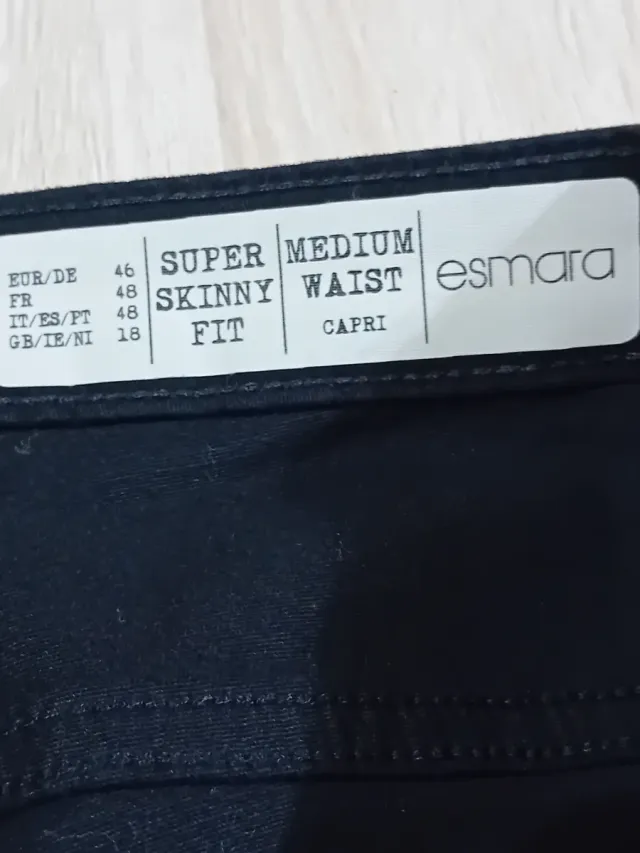 EUR/DE 46
FR 48
IT/ES/PT 48
GB/IE/NI 18
SUPER
SKINNY
FIT
MEDIUM
WAIST
CAPRI
esmara